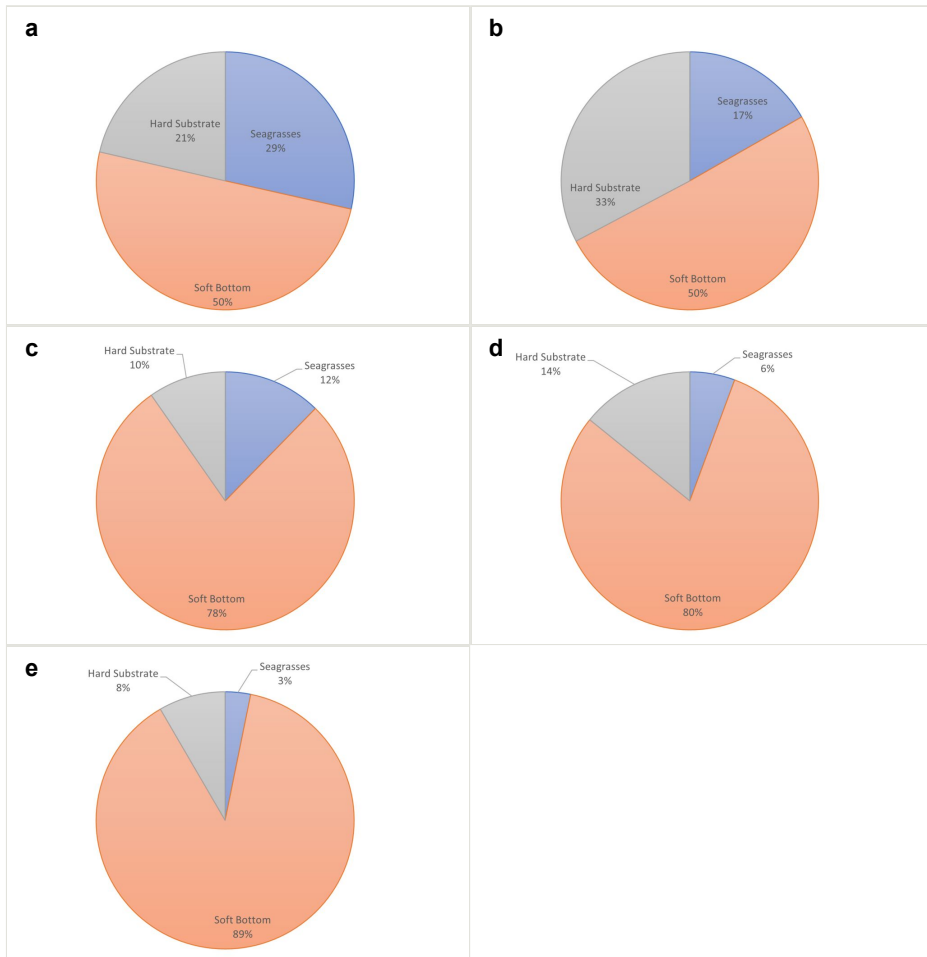 a
Hard Substrate
21%
Seagrasses
29%
Soft Bottom
50%
b
Seagrasses
17%
Hard Substrate
33%
Soft Bottom
50%
c
Hard Substrate
10%
Seagrasses
12%
Soft Bottom
78%
d
Hard Substrate
14%
Seagrasses
6%
Soft Bottom
80%
e
Hard Substrate
8%
Seagrasses
3%
Soft Bottom
89%